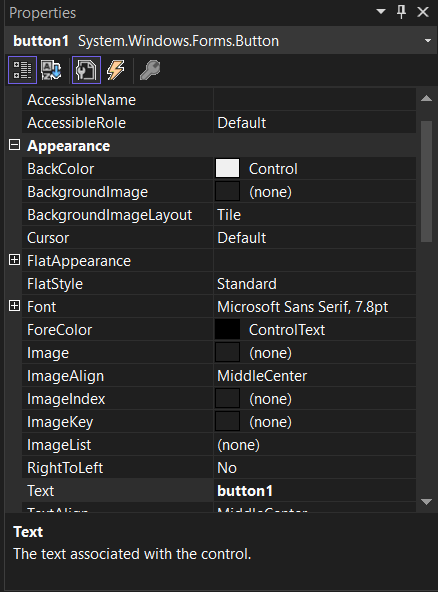 Properties
button1 System.Windows.Forms.Button
AccessibleName
AccessibleRole Default
Appearance
BackColor Control
BackgroundImage (none)
BackgroundImageLayout Tile
Cursor Default
FlatAppearance
FlatStyle Standard
Font Microsoft Sans Serif, 7.8pt
ForeColor ControlText
Image (none)
ImageAlign MiddleCenter
ImageIndex (none)
ImageKey (none)
ImageList (none)
RightToLeft No
Text button1
TextAlign MiddleCenter
Text
The text associated with the control.